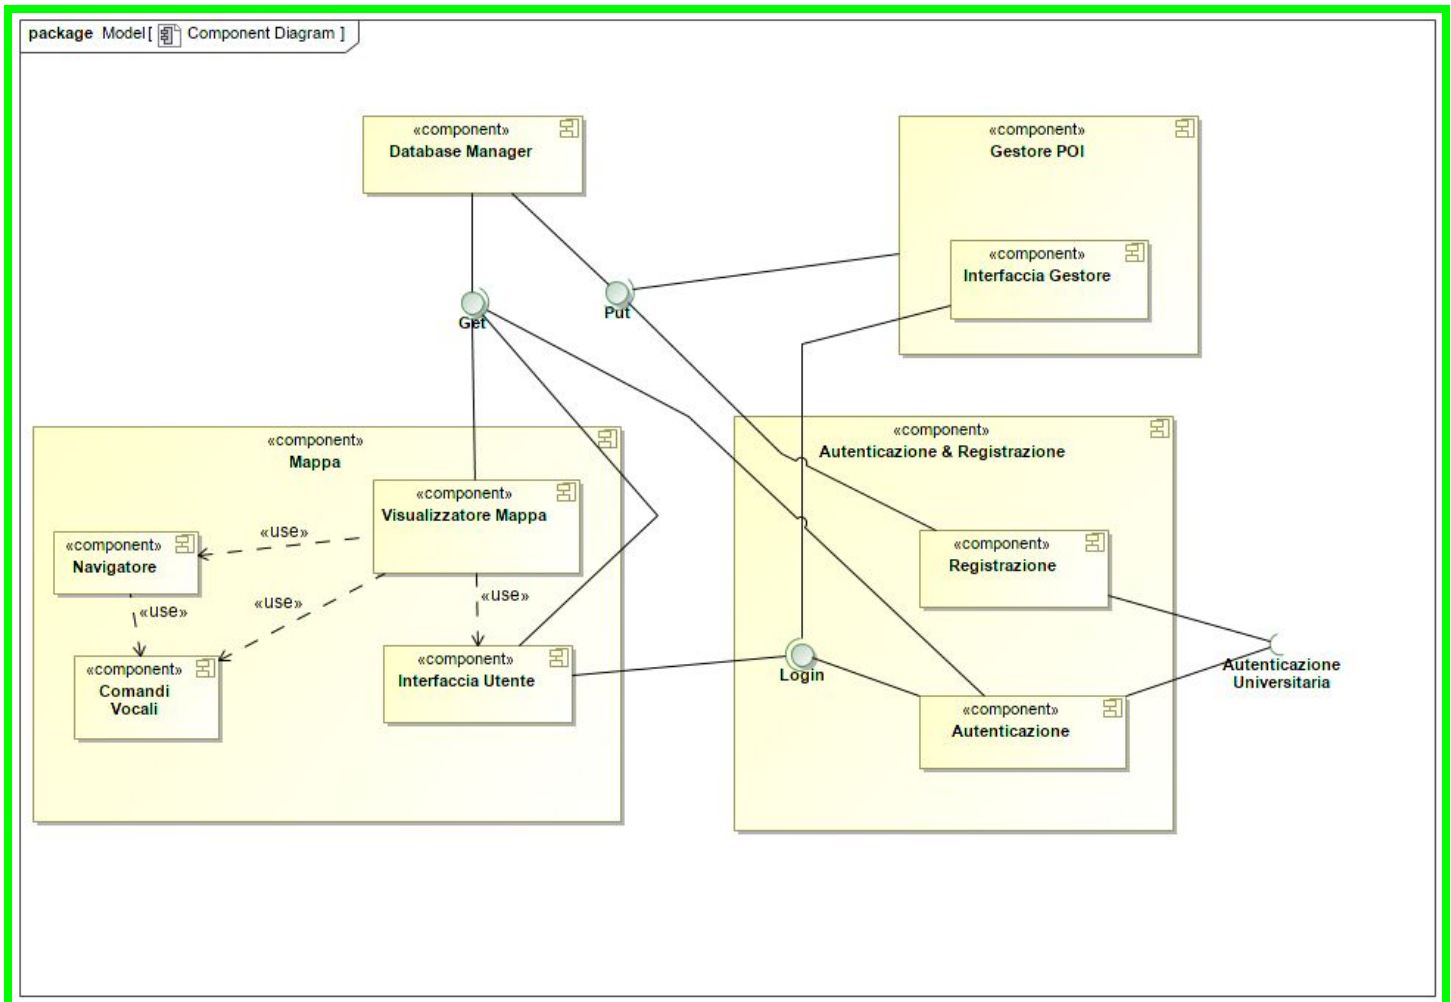 package Model[ Component Diagram ]
«component»
Database Manager
«component»
Gestore POI
«component»
Interfaccia Gestore
Get
Put
«component»
Mappa
«component»
Visualizzatore Mappa
«use»
«component»
Navigatore
«use»
«use»
«use»
«component»
Comandi
Vocali
«component»
Interfaccia Utente
«component»
Autenticazione & Registrazione
«component»
Registrazione
Login
Autenticazione
Universitaria
«component»
Autenticazione